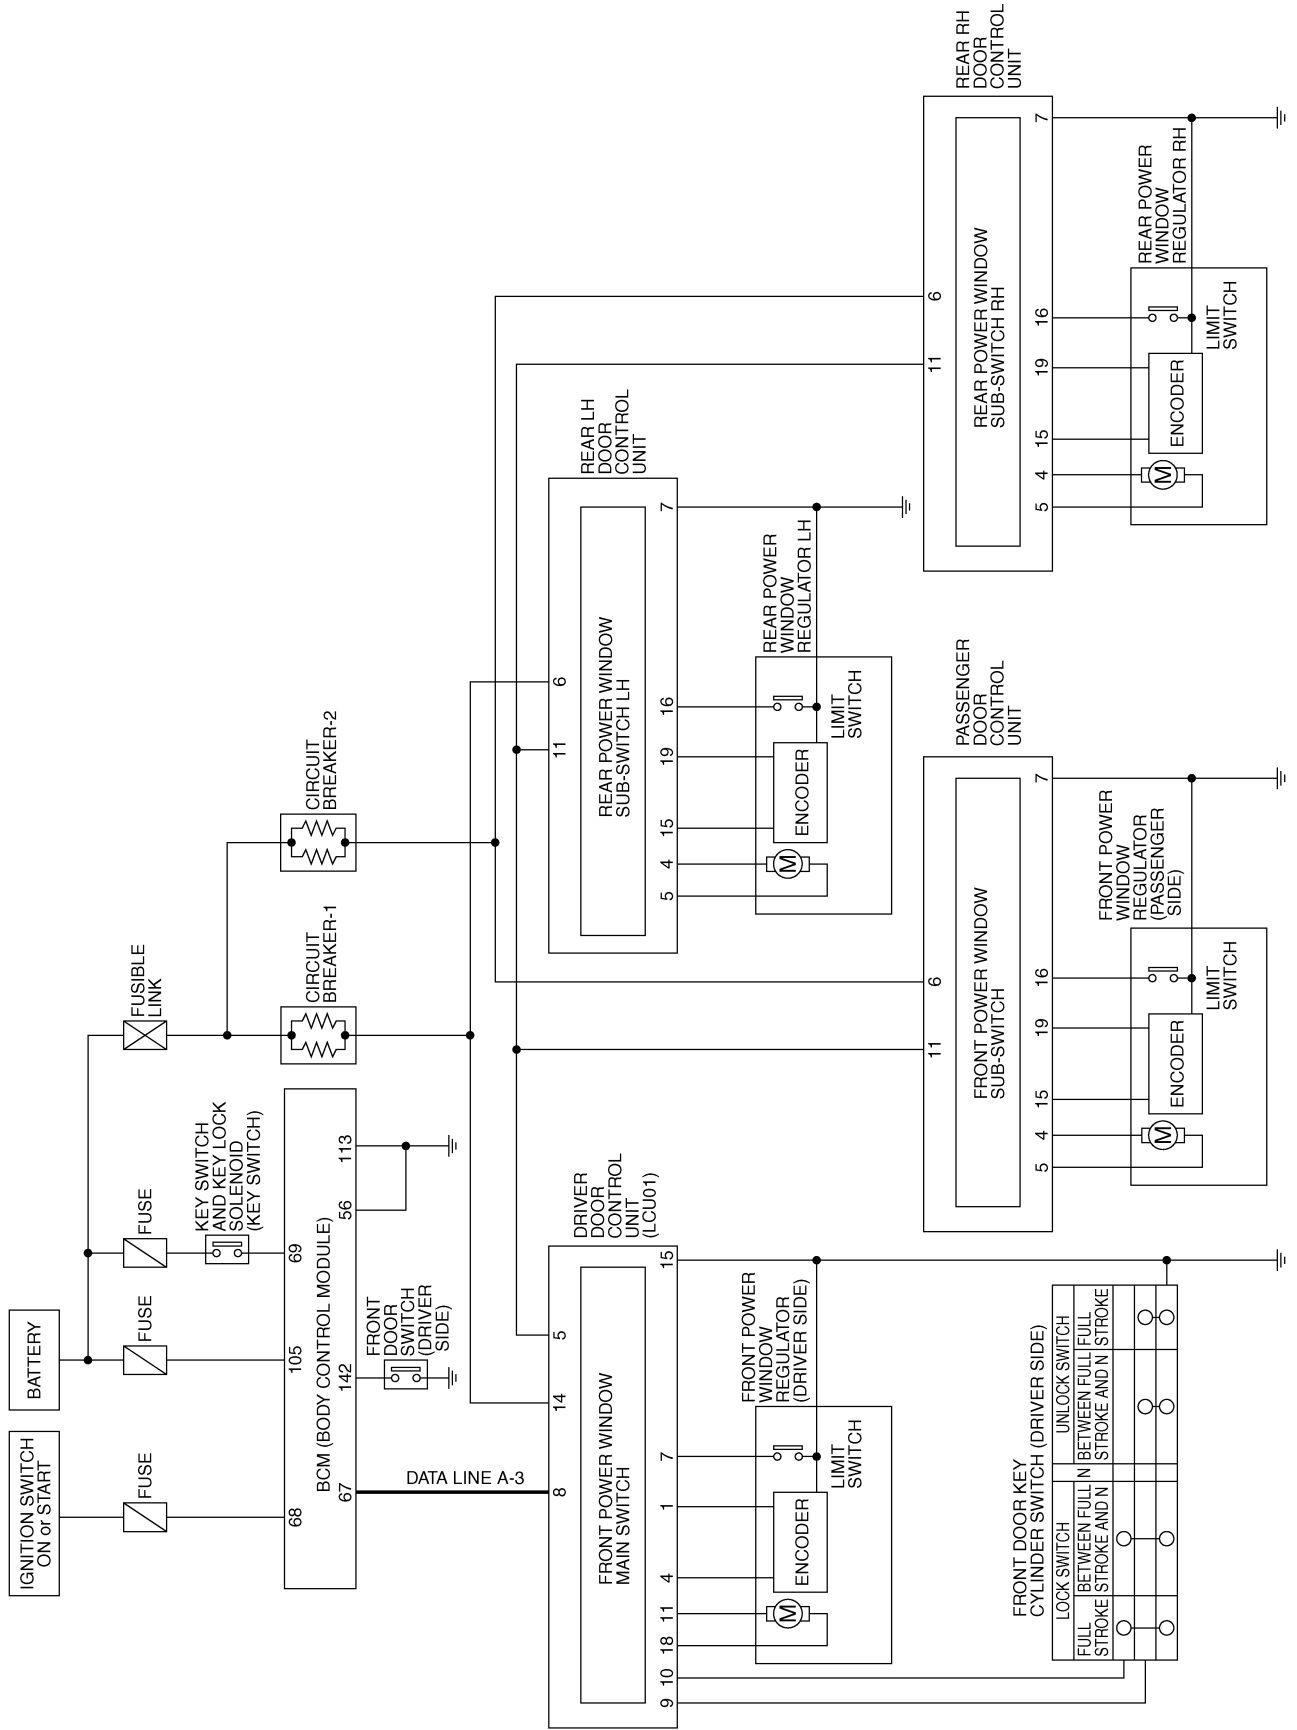 IGNITION SWITCH
ON or START
BATTERY
FUSE
FUSE
FUSE
FUSIBLE
LINK
KEY SWITCH
AND KEY LOCK
SOLENOID
(KEY SWITCH)
CIRCUIT
BREAKER-1
CIRCUIT
BREAKER-2
68
105
69
BCM (BODY CONTROL MODULE)
67
142
56
113
FRONT
DOOR
SWITCH
(DRIVER
SIDE)
DATA LINE A-3
DRIVER
DOOR
CONTROL
UNIT
(LCU01)
8
14
5
FRONT POWER WINDOW
MAIN SWITCH
9
10
18
11
4
1
7
15
FRONT POWER
WINDOW
REGULATOR
(DRIVER SIDE)
M
ENCODER
LIMIT
SWITCH
REAR LH
DOOR
CONTROL
UNIT
11
6
REAR POWER WINDOW
SUB-SWITCH LH
5
4
15
19
16
7
REAR POWER
WINDOW
REGULATOR LH
M
ENCODER
LIMIT
SWITCH
FRONT DOOR KEY
CYLINDER SWITCH (DRIVER SIDE)
LOCK SWITCH
UNLOCK SWITCH
FULL
STROKE
BETWEEN FULL
STROKE AND N
N
BETWEEN FULL
STROKE AND N
FULL
STROKE
PASSENGER
DOOR
CONTROL
UNIT
11
6
FRONT POWER WINDOW
SUB-SWITCH
5
4
15
19
16
7
FRONT POWER
WINDOW
REGULATOR
(PASSENGER
SIDE)
M
ENCODER
LIMIT
SWITCH
REAR RH
DOOR
CONTROL
UNIT
11
6
REAR POWER WINDOW
SUB-SWITCH RH
5
4
15
19
16
7
REAR POWER
WINDOW
REGULATOR RH
M
ENCODER
LIMIT
SWITCH